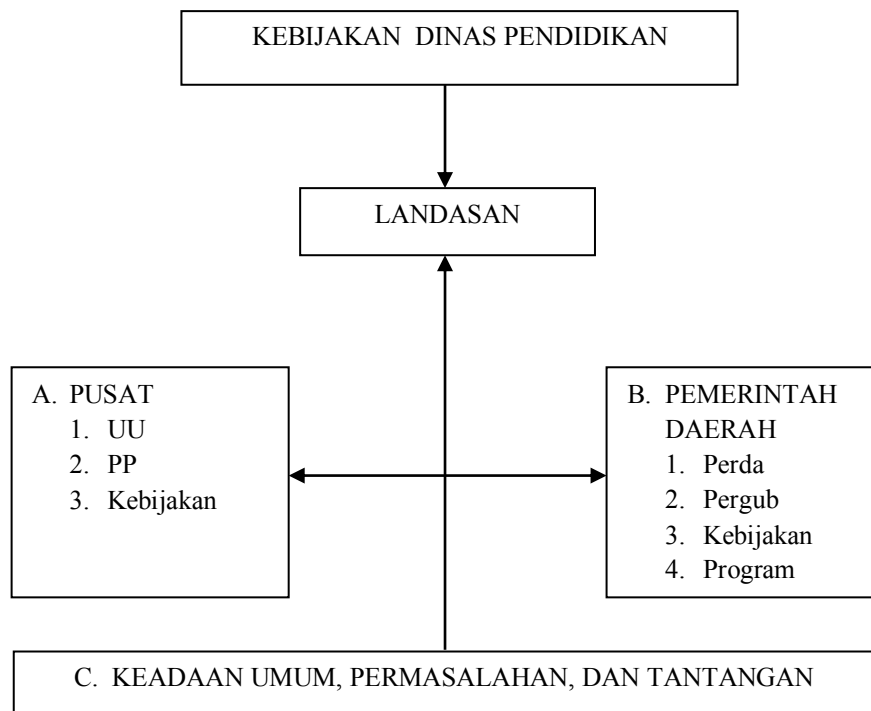 KEBIJAKAN DINAS PENDIDIKAN
LANDASAN
A. PUSAT
1. UU
2. PP
3. Kebijakan
B. PEMERINTAH
DAERAH
1. Perda
2. Pergub
3. Kebijakan
4. Program
C. KEADAAN UMUM, PERMASALAHAN, DAN TANTANGAN